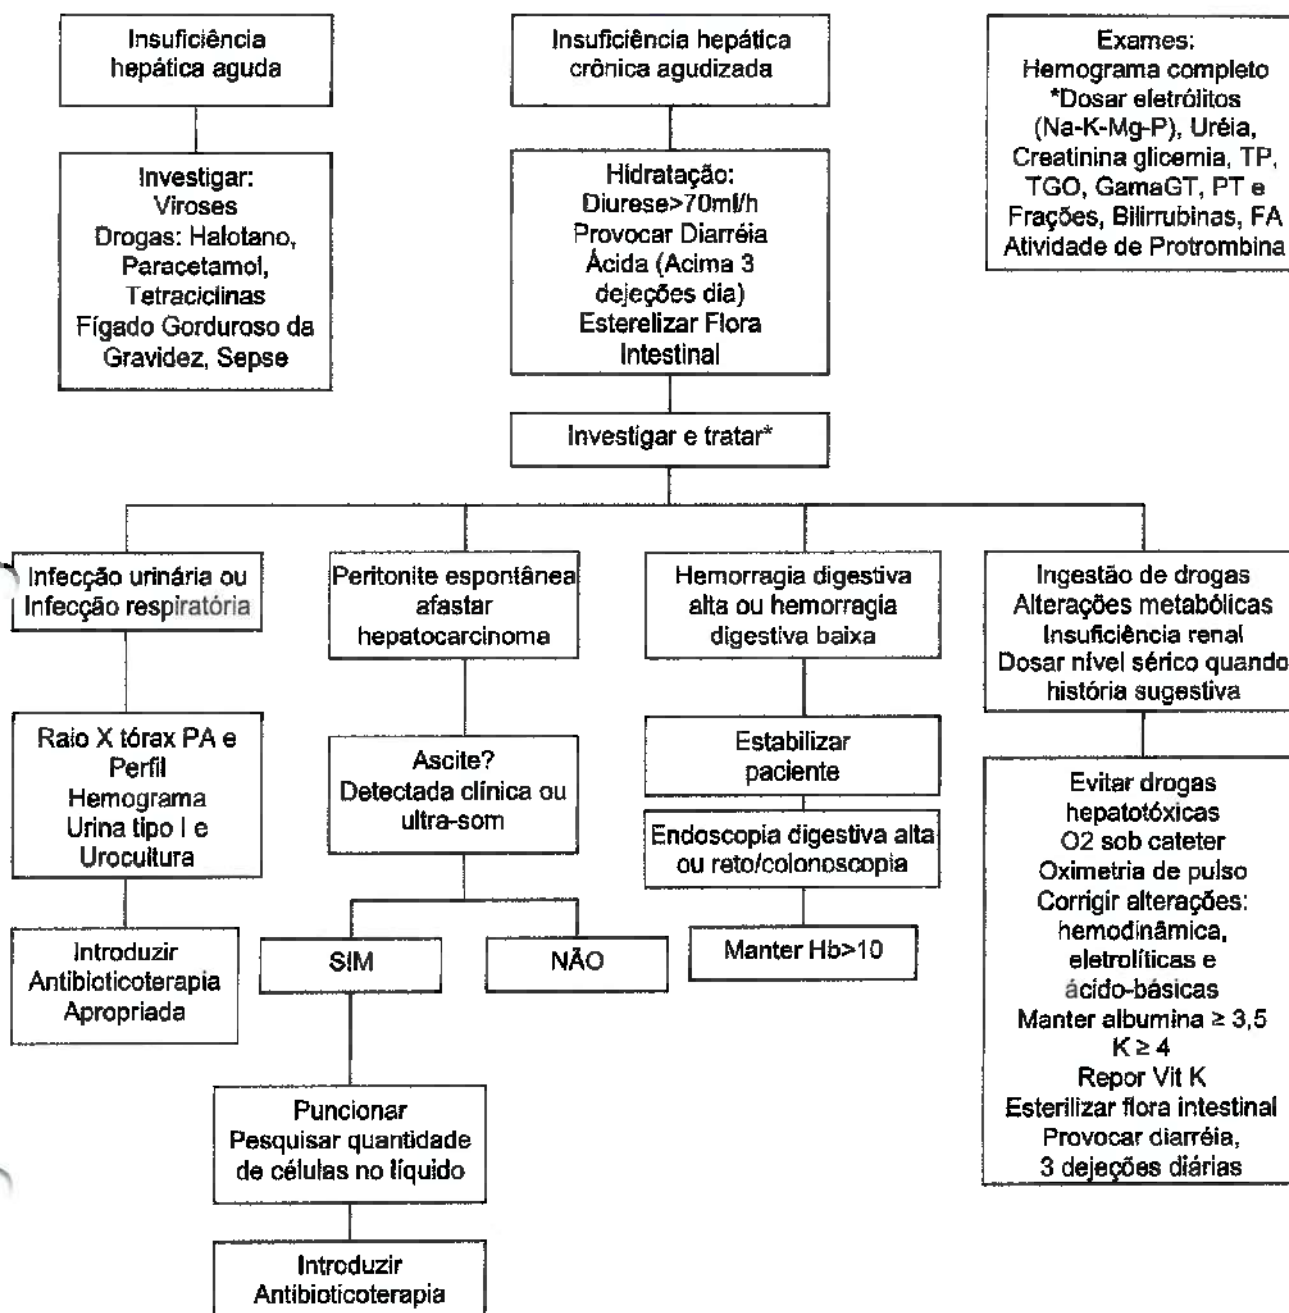 Insuficiência
hepática aguda
Insuficiência hepática
crônica agudizada
Exames:
Hemograma completo
*Dosar eletrólitos
(Na-K-Mg-P), Uréia,
Creatinina glicemia, TP,
TGO, GamaGT, PT e
Frações, Bilirrubinas, FA
Atividade de Protrombina
Investigar:
Viroses
Drogas: Halotano,
Paracetamol,
Tetraciclinas
Fígado Gorduroso da
Gravidez, Sepse
Hidratação:
Diurese>70ml/h
Provocar Diarréia
Ácida (Acima 3
dejeções dia)
Esterelizar Flora
Intestinal
Investigar e tratar*
Infecção urinária ou
Infecção respiratória
Peritonite espontânea
afastar
hepatocarcinoma
Hemorragia digestiva
alta ou hemorragia
digestiva baixa
Ingestão de drogas
Alterações metabólicas
Insuficiência renal
Dosar nível sérico quando
história sugestiva
Raio X tórax PA e
Perfil
Hemograma
Urina tipo I e
Urocultura
Ascite?
Detectada clínica ou
ultra-som
Estabilizar
paciente
Endoscopia digestiva alta
ou reto/colonoscopia
Evitar drogas
hepatotóxicas
O2 sob cateter
Oximetria de pulso
Corrigir alterações:
hemodinâmica,
eletrolíticas e
ácido-básicas
Manter albumina ≥ 3,5
K ≥ 4
Repor Vit K
Esterilizar flora intestinal
Provocar diarréia,
3 dejeções diárias
Introduzir
Antibioticoterapia
Apropriada
SIM
NÃO
Manter Hb>10
Puncionar
Pesquisar quantidade
de células no líquido
Introduzir
Antibioticoterapia